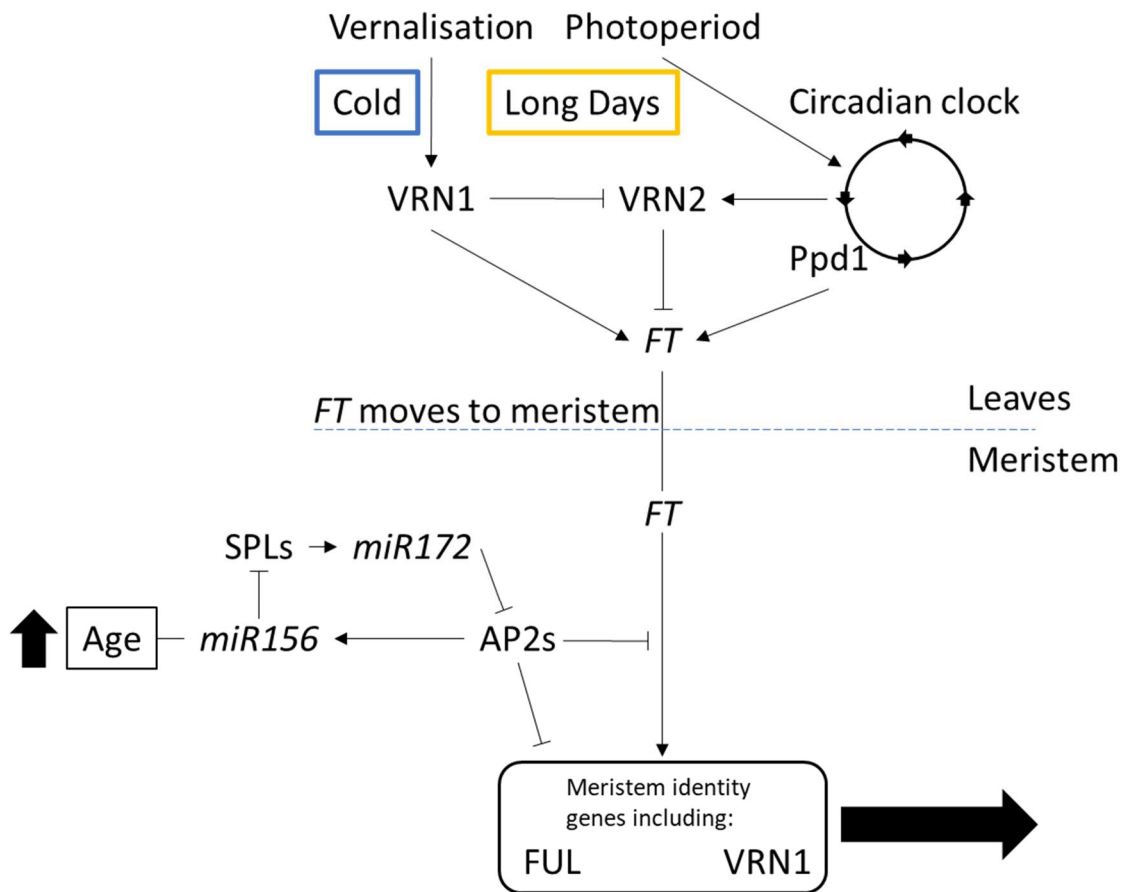 Vernalisation Photoperiod
Cold
Long Days
Circadian clock
VRN1
VRN2
Ppd1
FT
FT moves to meristem
Leaves
Meristem
FT
SPLs
miR172
Age
miR156
AP2s
Meristem identity
genes including:
FUL VRN1